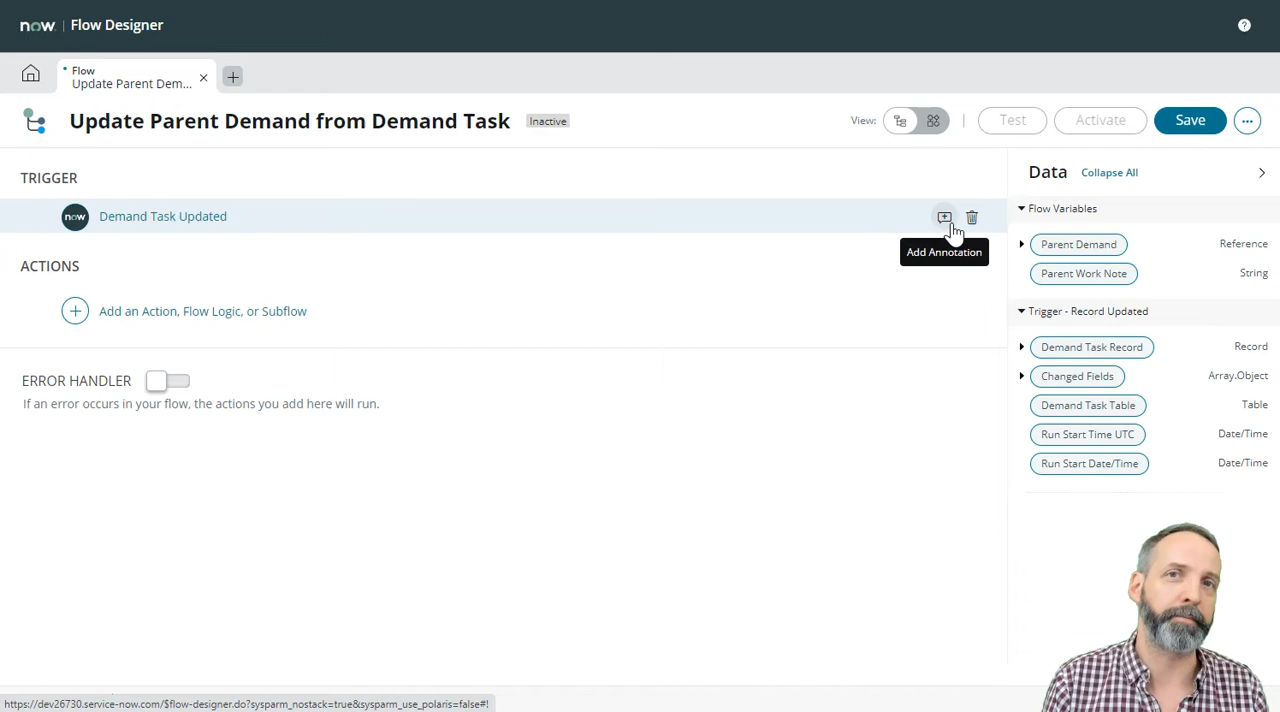 now. | Flow Designer
Flow
Update Parent Dem...
Update Parent Demand from Demand Task
Inactive
View:
Test
Activate
Save
TRIGGER
now
Demand Task Updated
Add Annotation
ACTIONS
Add an Action, Flow Logic, or Subflow
ERROR HANDLER
If an error occurs in your flow, the actions you add here will run.
Data
Collapse All
Flow Variables
Parent Demand Reference
Parent Work Note String
Trigger - Record Updated
Demand Task Record Record
Changed Fields Array.Object
Demand Task Table Table
Run Start Time UTC Date/Time
Run Start Date/Time Date/Time
https://dev26730.service-now.com/$flow-designer.do?sysparm_nostack=true&sysparm_use_polaris=false#!